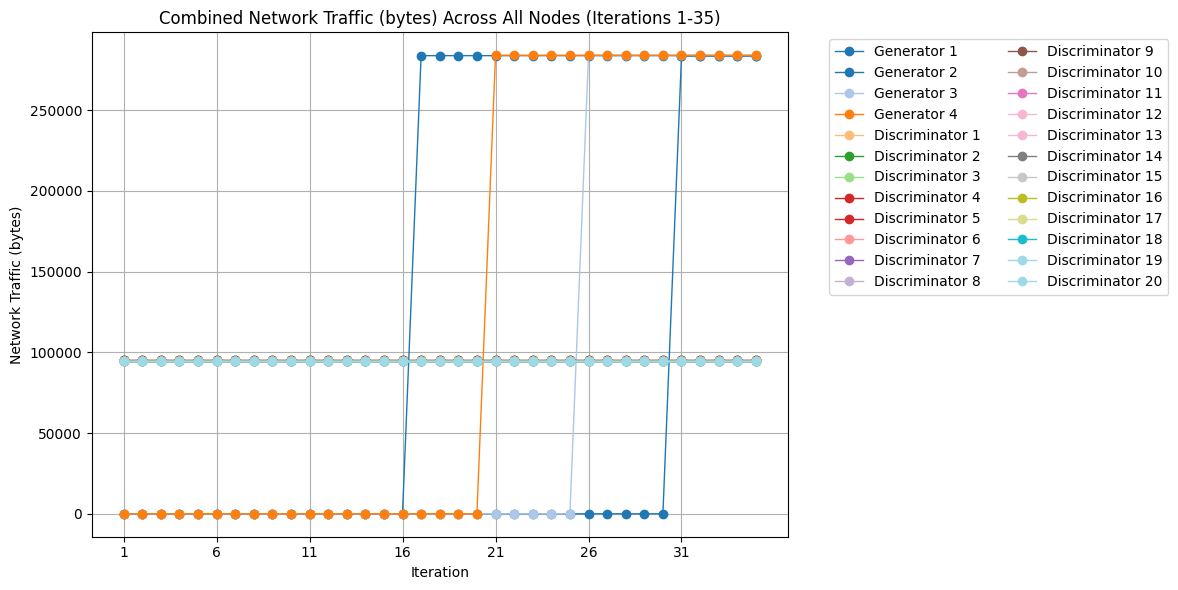 Combined Network Traffic (bytes) Across All Nodes (Iterations 1-35)
Network Traffic (bytes)
250000
200000
150000
100000
50000
0
1
6
11
16
21
26
31
Iteration
Generator 1
Generator 2
Generator 3
Generator 4
Discriminator 1
Discriminator 2
Discriminator 3
Discriminator 4
Discriminator 5
Discriminator 6
Discriminator 7
Discriminator 8
Discriminator 9
Discriminator 10
Discriminator 11
Discriminator 12
Discriminator 13
Discriminator 14
Discriminator 15
Discriminator 16
Discriminator 17
Discriminator 18
Discriminator 19
Discriminator 20